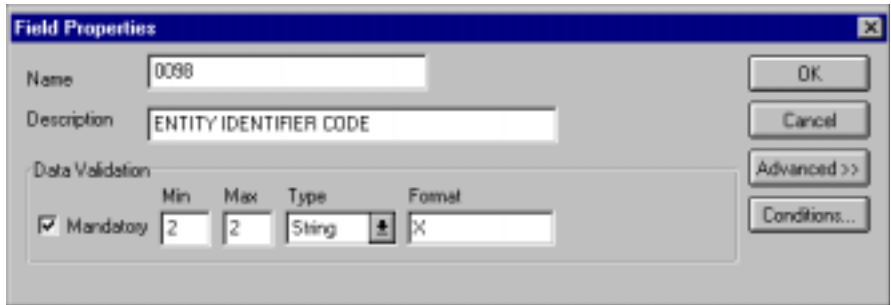 Field Properties
Name 0098 OK
Description ENTITY IDENTIFIER CODE Cancel
Data Validation Advanced >>
Min Max Type Format
Mandatory 2 2 String X Conditions...